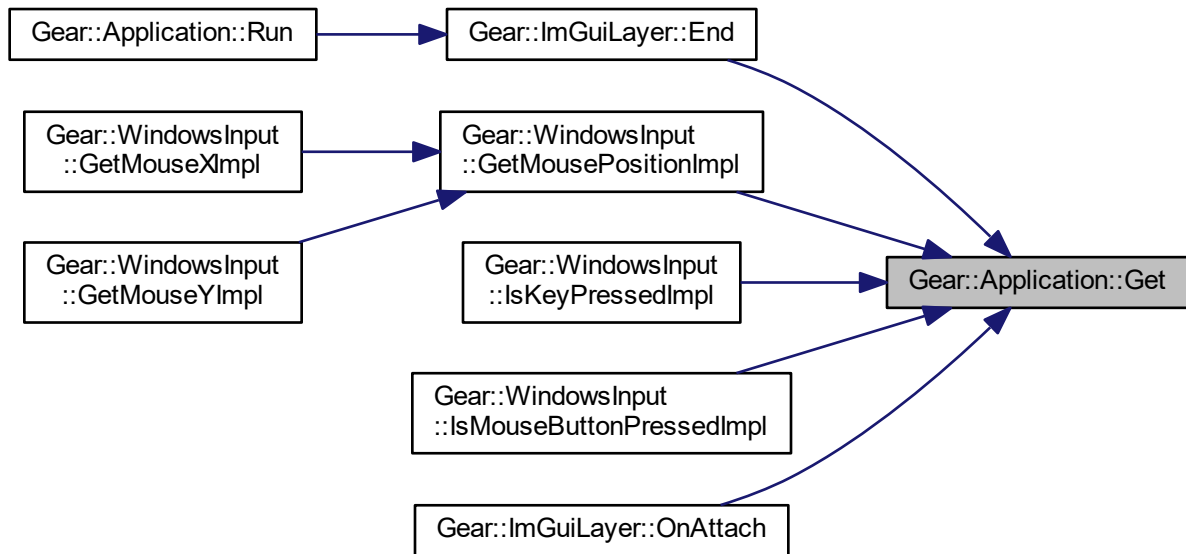 Gear::Application::Run
Gear::ImGuiLayer::End
Gear::WindowsInput
::GetMouseXImpl
Gear::WindowsInput
::GetMousePositionImpl
Gear::WindowsInput
::GetMouseYImpl
Gear::WindowsInput
::IsKeyPressedImpl
Gear::Application::Get
Gear::WindowsInput
::IsMouseButtonPressedImpl
Gear::ImGuiLayer::OnAttach